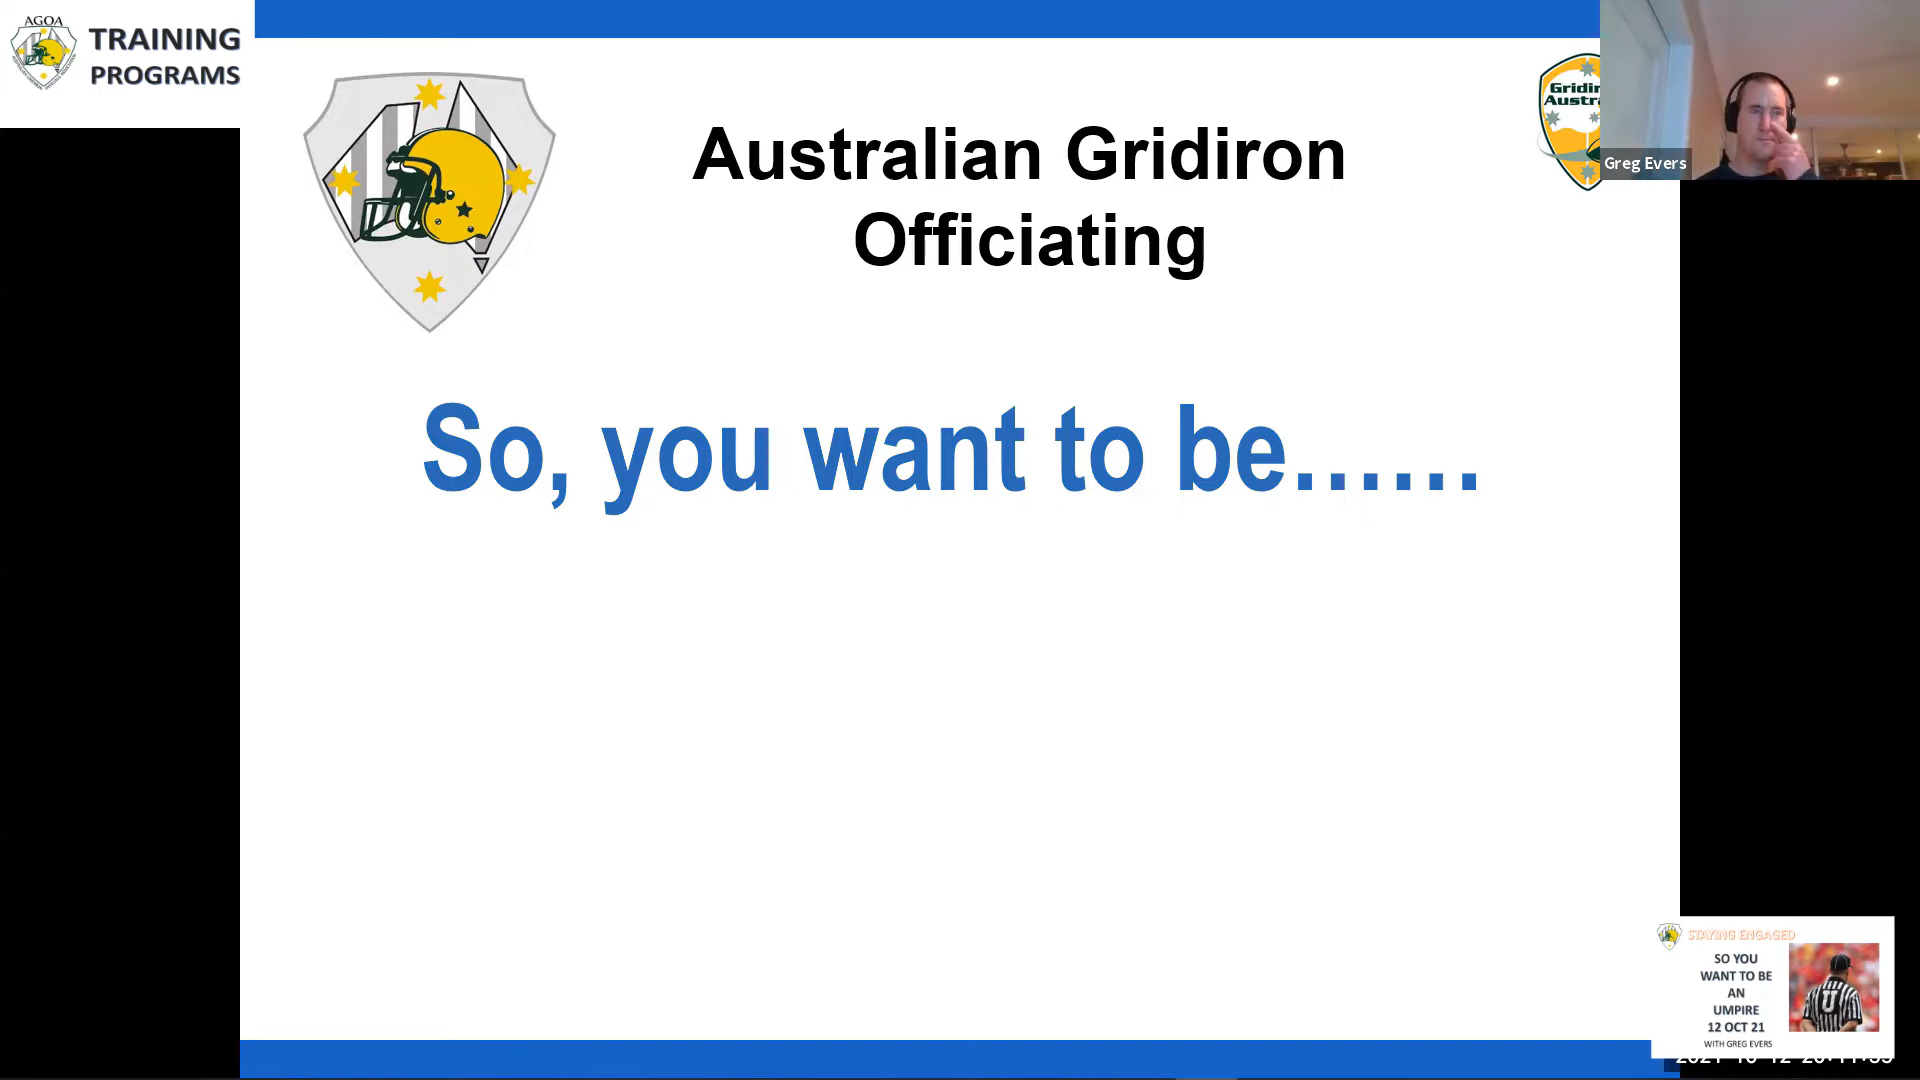 AGOA
TRAINING
PROGRAMS
Australian Gridiron
Officiating
Greg Evers
So, you want to be......
STAYING ENGAGED
SO YOU
WANT TO BE
AN
UMPIRE
12 OCT 21
WITH GREG EVERS
U